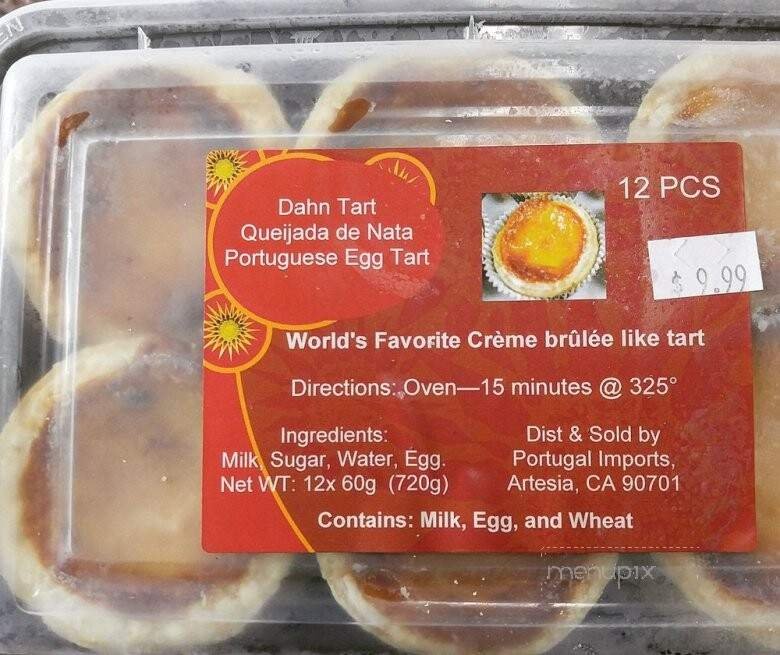 Dahn Tart
Queijada de Nata
Portuguese Egg Tart
12 PCS
$ 9.99
World's Favorite Crème brûlée like tart
Directions: Oven—15 minutes @ 325°
Ingredients:
Milk, Sugar, Water, Egg.
Net WT: 12x 60g (720g)
Dist & Sold by
Portugal Imports,
Artesia, CA 90701
Contains: Milk, Egg, and Wheat
menupix
EN